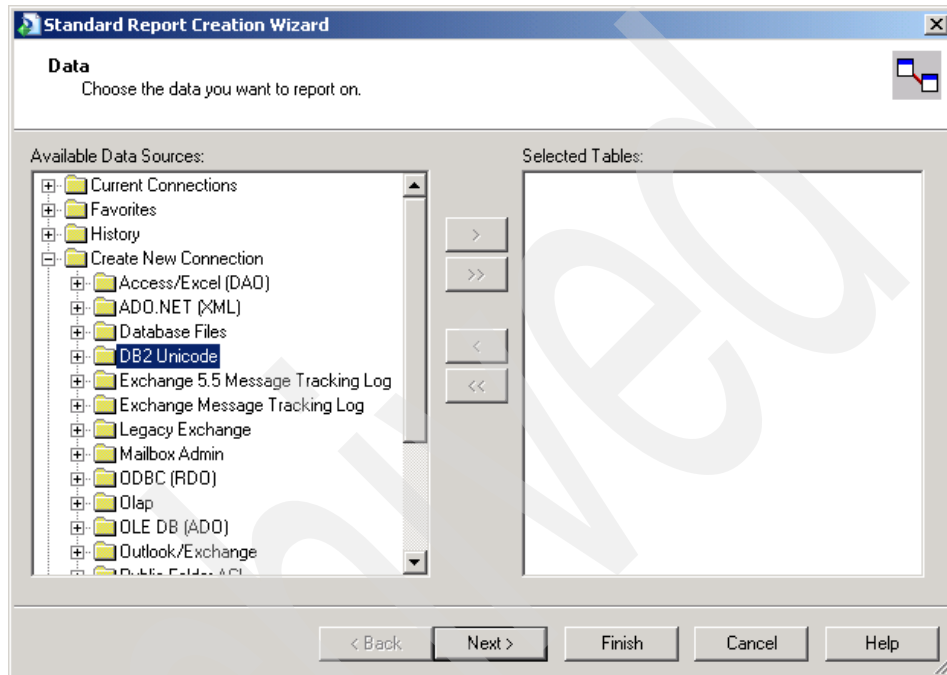 Standard Report Creation Wizard
Data
Choose the data you want to report on.
Available Data Sources:
Selected Tables:
Current Connections
Favorites
History
Create New Connection
Access/Excel (DAO)
ADO.NET (XML)
Database Files
DB2 Unicode
Exchange 5.5 Message Tracking Log
Exchange Message Tracking Log
Legacy Exchange
Mailbox Admin
ODBC (RDO)
Olap
OLE DB (ADO)
Outlook/Exchange
Public Folder ACL
>
>>
<
<<
< Back
Next >
Finish
Cancel
Help